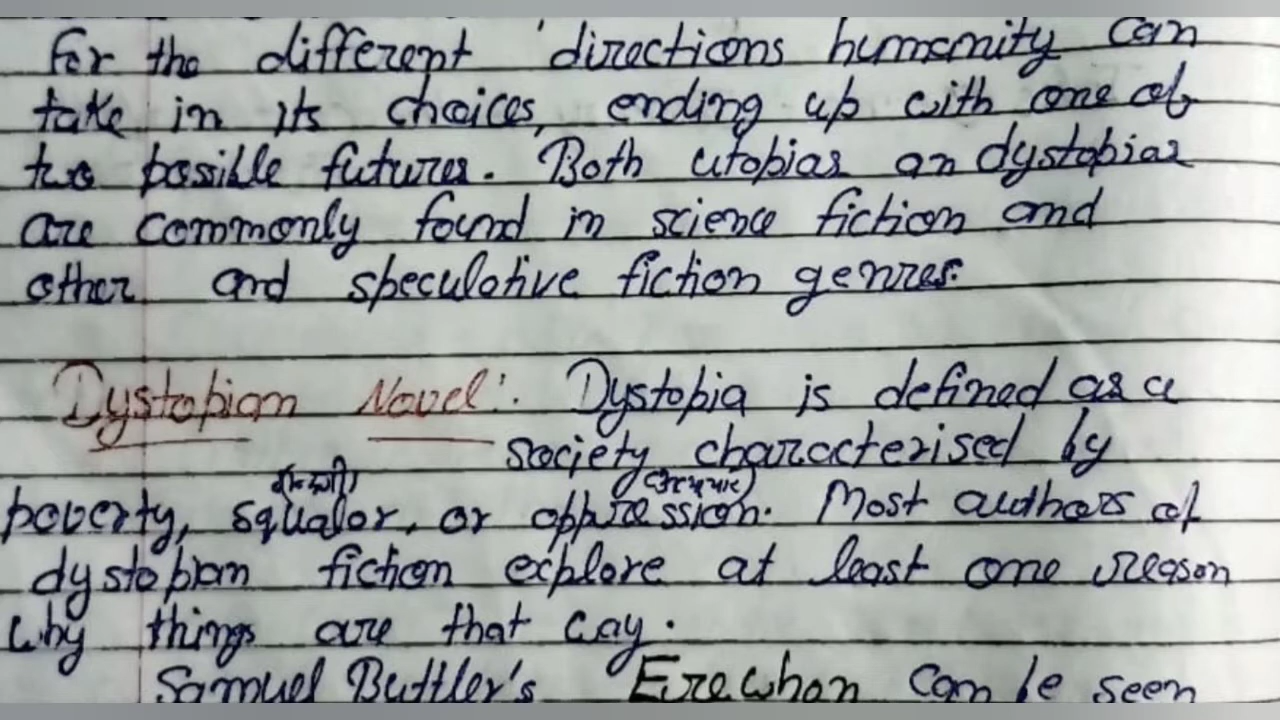 for the different directions humanity can
take in its choices, ending up with one of
two possible futures. Both utopias an dystopias
are commonly found in science fiction and
other and speculative fiction genres.
Dystopian Novel: Dystopia is defined as a
society characterised by
poverty, squalor, or oppression. Most authors of
dystopian fiction explore at least one reason
why things are that way.
Samuel Buttler's Erewhon can be seen